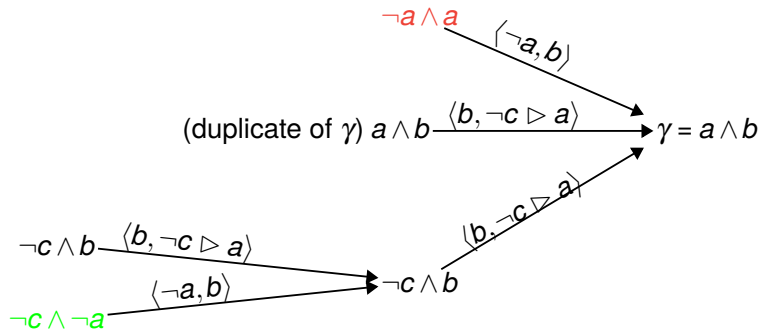 ¬a ∧ a
⟨¬a, b⟩
(duplicate of γ) a ∧ b
⟨b, ¬c ▷ a⟩
γ = a ∧ b
⟨b, ¬c ▷ a⟩
¬c ∧ b
⟨b, ¬c ▷ a⟩
¬c ∧ b
⟨¬a, b⟩
¬c ∧ ¬a